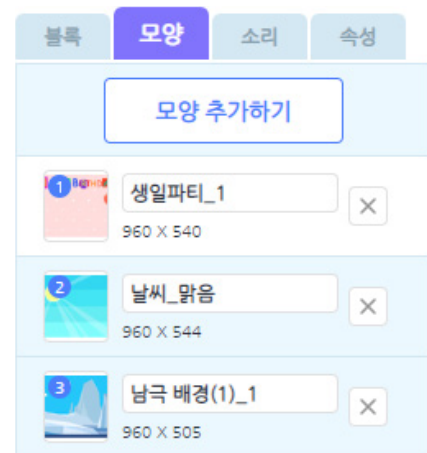 블록 모양 소리 속성
모양 추가하기
1
생일파티_1
960 X 540
2
날씨_맑음
960 X 544
3
남극 배경(1)_1
960 X 505